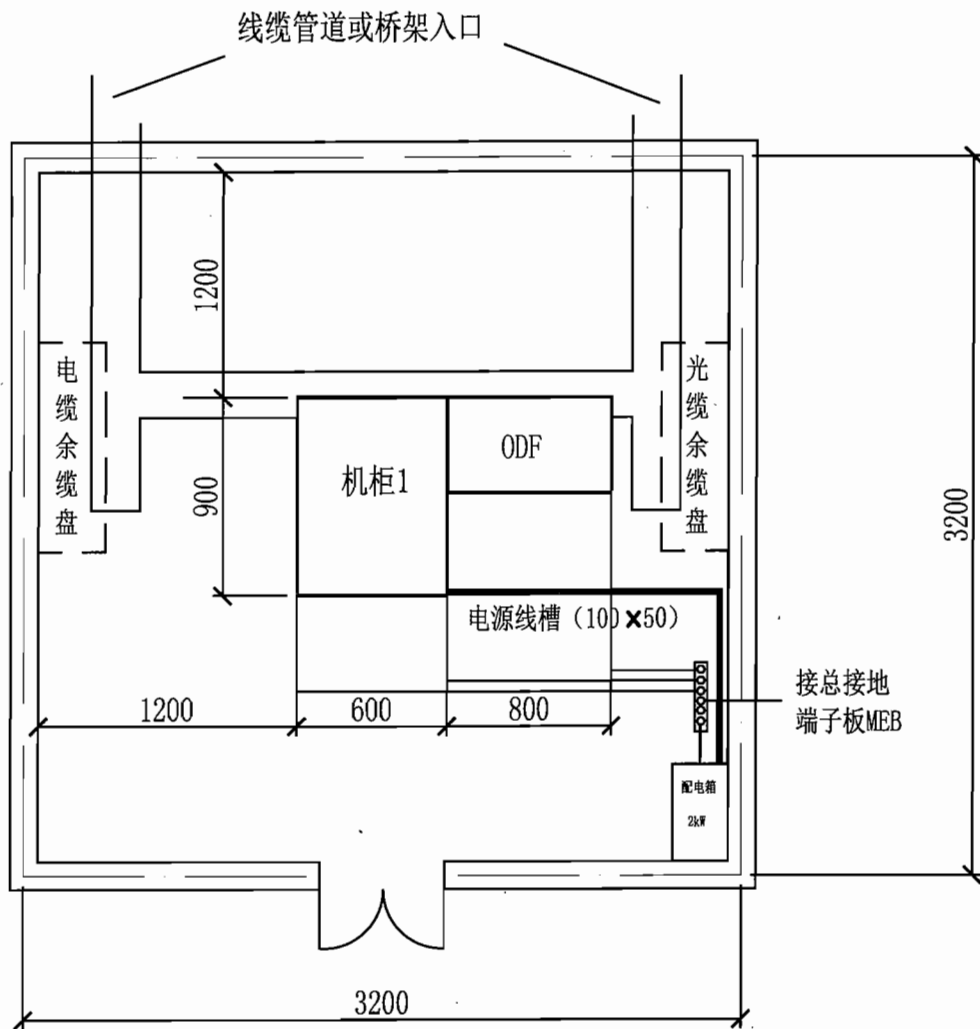 线缆管道或桥架入口
1200
电缆余缆盘
光缆余缆盘
机柜1
ODF
900
3200
电源线槽（100×50）
接总接地
端子板MEB
1200
600
800
配电箱
2kW
3200